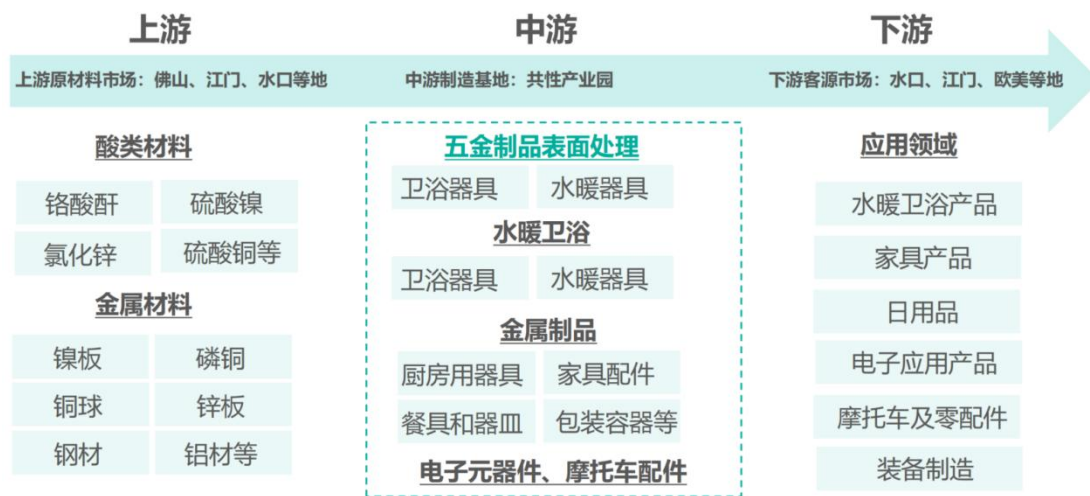 上游
中游
下游
上游原材料市场：佛山、江门、水口等地
中游制造基地：共性产业园
下游客源市场：水口、江门、欧美等地
酸类材料
铬酸酐
硫酸镍
氯化锌
硫酸铜等
金属材料
镍板
磷铜
铜球
锌板
钢材
铝材等
五金制品表面处理
卫浴器具
水暖器具
水暖卫浴
卫浴器具
水暖器具
金属制品
厨房用器具
家具配件
餐具和器皿
包装容器等
电子元器件、摩托车配件
应用领域
水暖卫浴产品
家具产品
日用品
电子应用产品
摩托车及零配件
装备制造